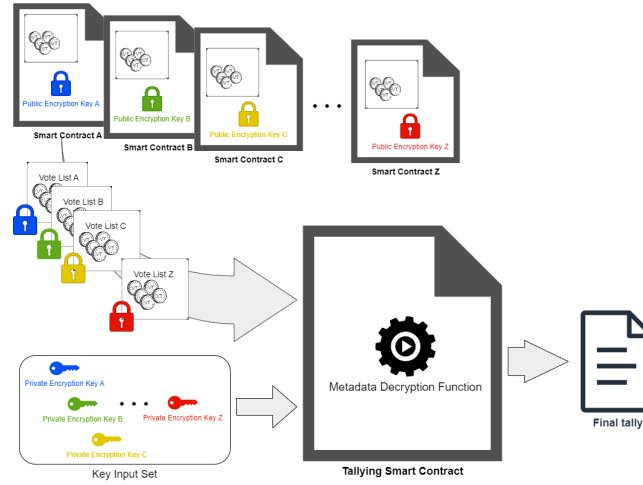 Public Encryption Key A
Public Encryption Key B
Public Encryption Key C
Public Encryption Key Z
Smart Contract A
Smart Contract B
Smart Contract C
Smart Contract Z
Vote List A
Vote List B
Vote List C
Vote List Z
Metadata Decryption Function
Tallying Smart Contract
Final tally
Private Encryption Key A
Private Encryption Key B
Private Encryption Key Z
Private Encryption Key C
Key Input Set